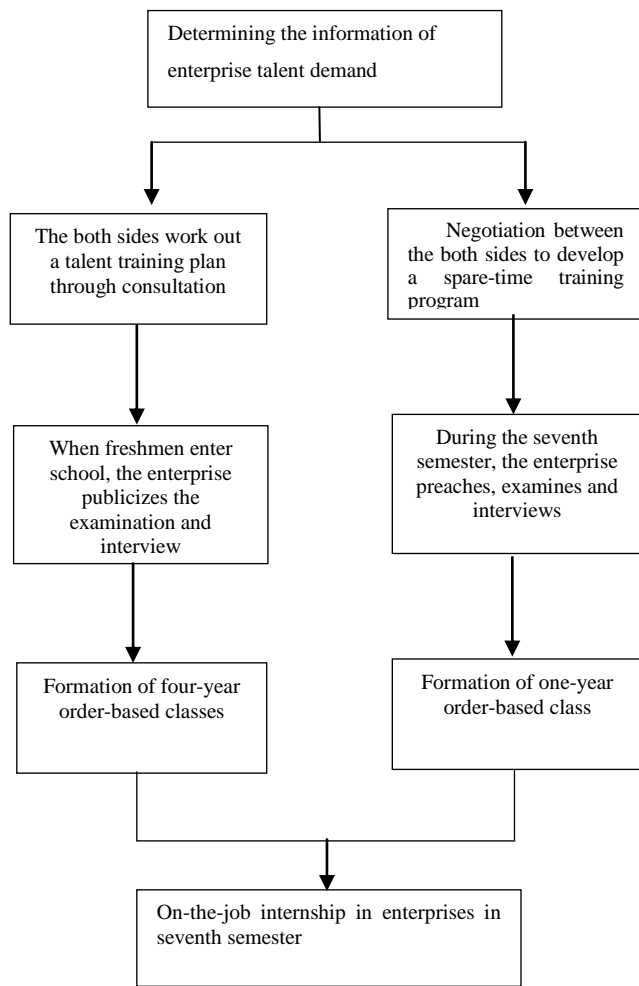 Determining the information of
enterprise talent demand
The both sides work out
a talent training plan
through consultation
Negotiation between
the both sides to develop
a spare-time training
program
When freshmen enter
school, the enterprise
publicizes the
examination and
interview
During the seventh
semester, the enterprise
preaches, examines and
interviews
Formation of four-year
order-based classes
Formation of one-year
order-based class
On-the-job internship in enterprises in
seventh semester